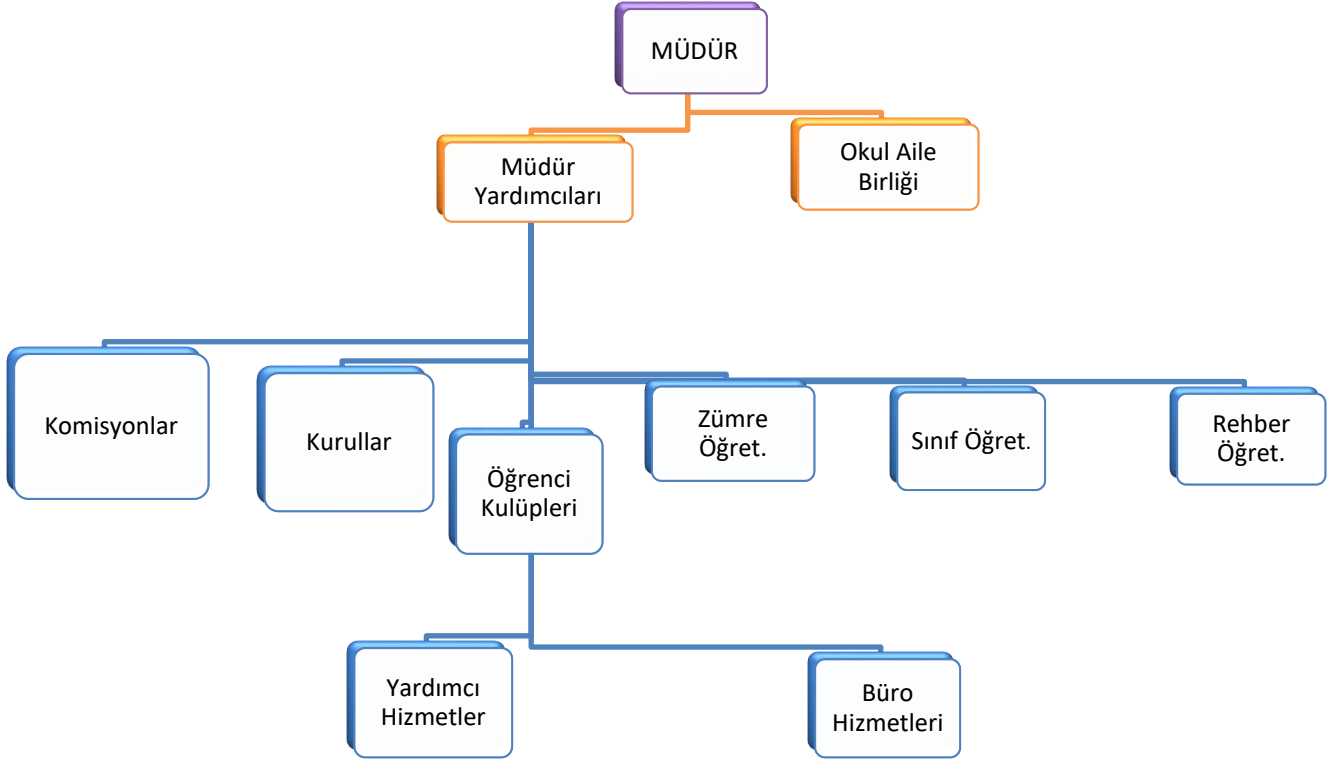 MÜDÜR
Müdür
Yardımcıları
Okul Aile
Birliği
Komisyonlar
Kurullar
Öğrenci
Kulüpleri
Zümre
Öğret.
Sınıf Öğret.
Rehber
Öğret.
Yardımcı
Hizmetler
Büro
Hizmetleri